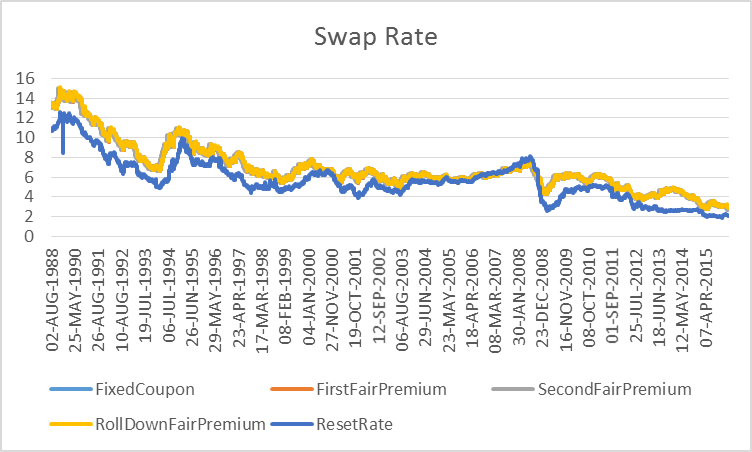 Swap Rate
16
14
12
10
8
6
4
2
0
02-AUG-1988
25-MAY-1990
26-AUG-1991
10-AUG-1992
19-JUL-1993
06-JUL-1994
26-JUN-1995
29-MAY-1996
23-APR-1997
17-MAR-1998
08-FEB-1999
04-JAN-2000
27-NOV-2000
19-OCT-2001
12-SEP-2002
06-AUG-2003
29-JUN-2004
23-MAY-2005
18-APR-2006
08-MAR-2007
30-JAN-2008
23-DEC-2008
16-NOV-2009
08-OCT-2010
01-SEP-2011
25-JUL-2012
18-JUN-2013
12-MAY-2014
07-APR-2015
FixedCoupon FirstFairPremium SecondFairPremium
RollDownFairPremium ResetRate